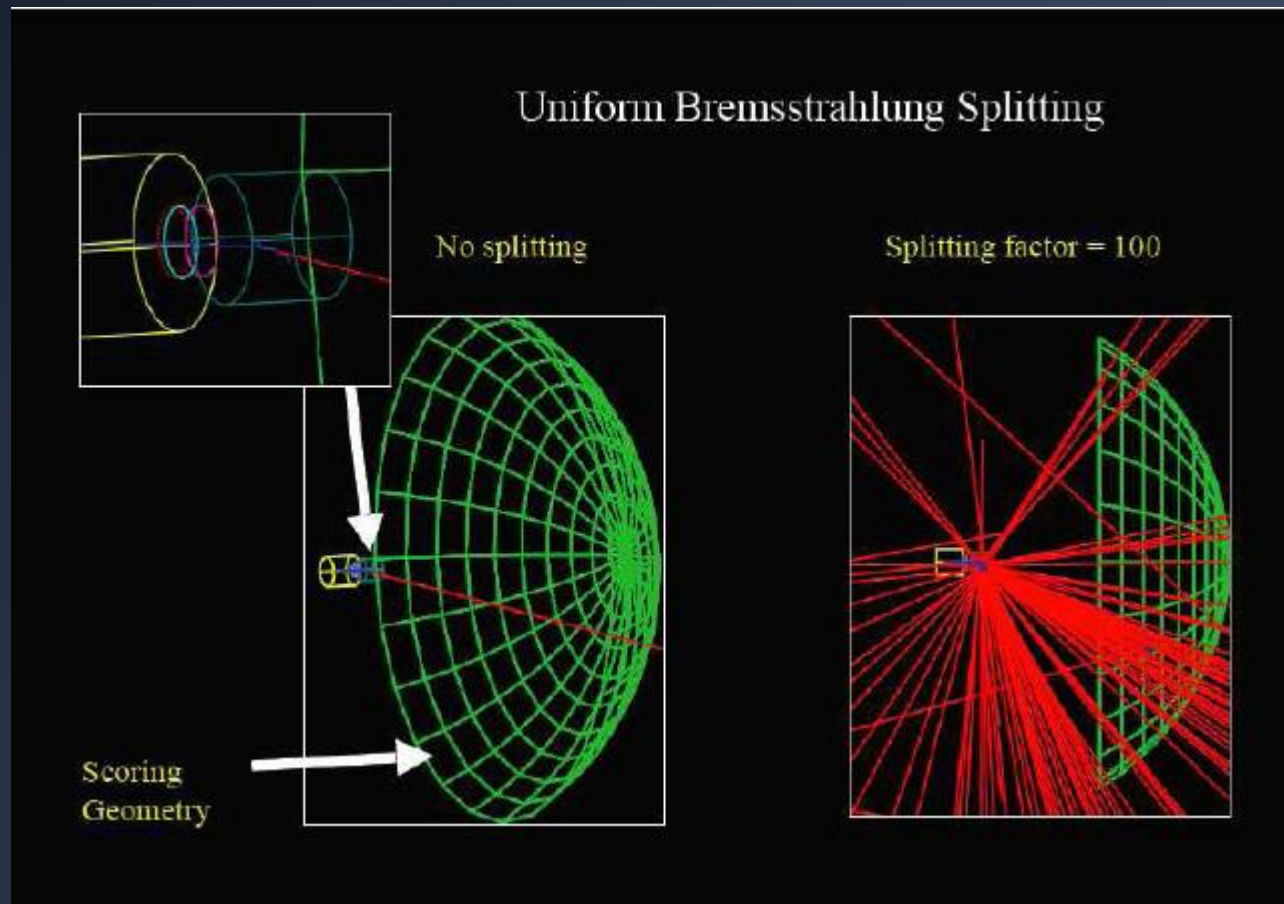 Uniform Bremsstrahlung Splitting
No splitting
Splitting factor = 100
Scoring
Geometry